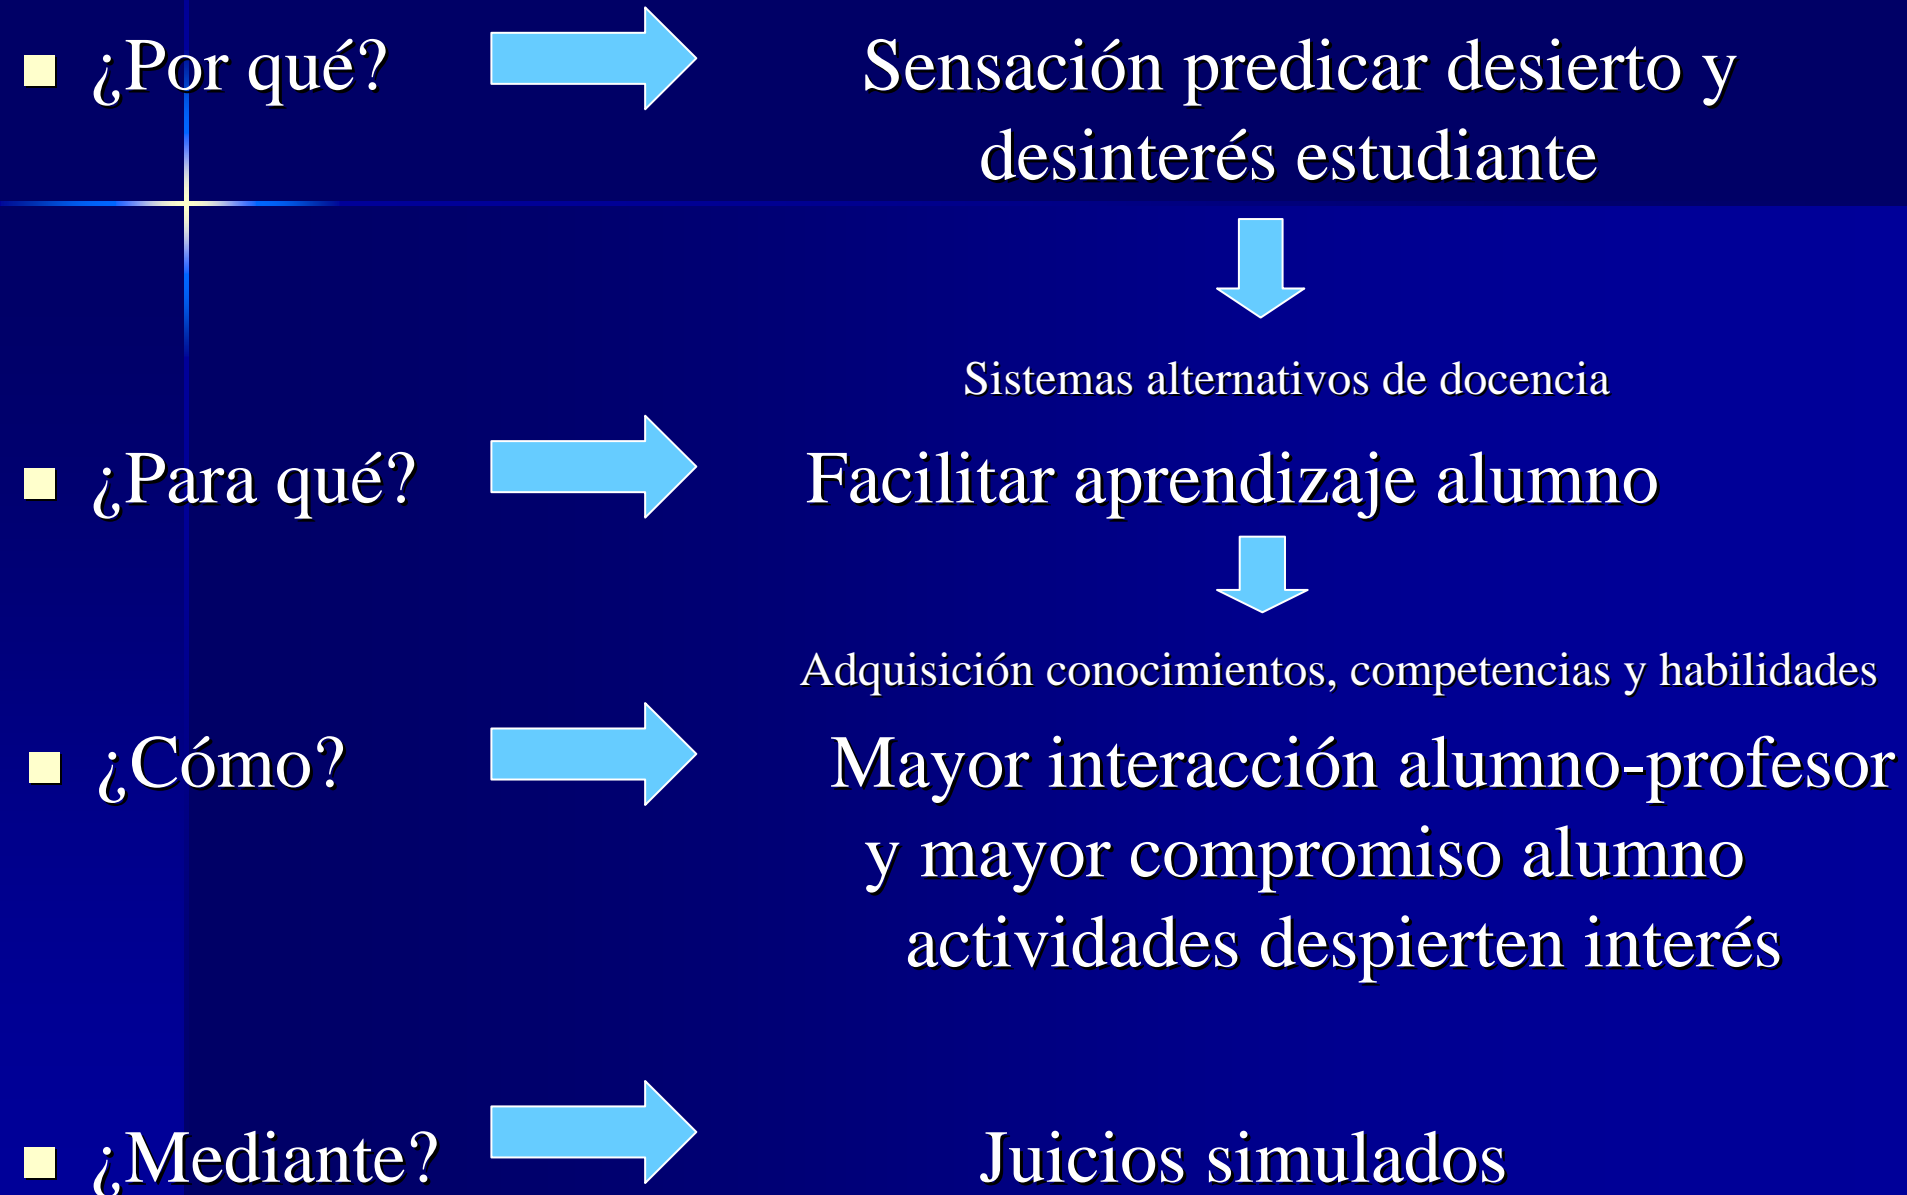 ¿Por qué? Sensación predicar desierto y
desinterés estudiante
Sistemas alternativos de docencia
¿Para qué? Facilitar aprendizaje alumno
Adquisición conocimientos, competencias y habilidades
¿Cómo? Mayor interacción alumno-profesor
y mayor compromiso alumno
actividades despierten interés
¿Mediante? Juicios simulados